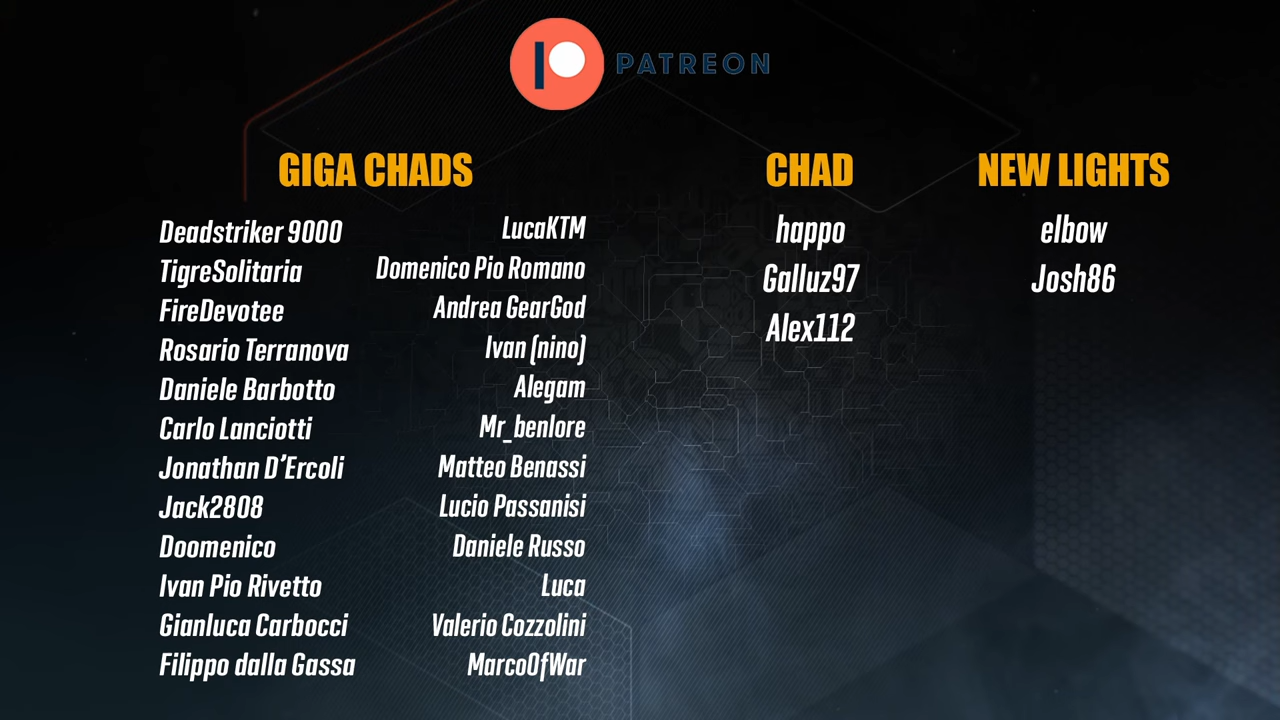 PATREON
GIGA CHADS
Deadstriker 9000
TigreSolitaria
FireDevotee
Rosario Terranova
Daniele Barbotto
Carlo Lanciotti
Jonathan D'Ercoli
Jack2808
Doomenico
Ivan Pio Rivetto
Gianluca Carbocci
Filippo dalla Gassa
LucaKTM
Domenico Pio Romano
Andrea GearGod
Ivan (nino)
Alegam
Mr_benlore
Matteo Benassi
Lucio Passanisi
Daniele Russo
Luca
Valerio Cozzolini
MarcoOfWar
CHAD
happo
Galluz97
Alex112
NEW LIGHTS
elbow
Josh86